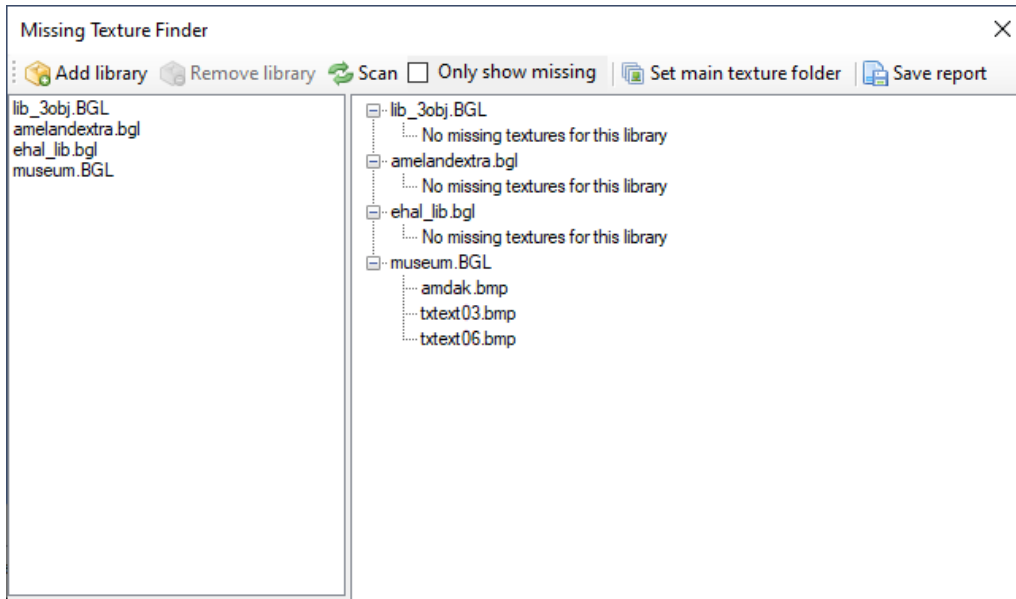 Missing Texture Finder
Add library Remove library Scan Only show missing Set main texture folder Save report
lib_3obj.BGL
amelandextra.bgl
ehal_lib.bgl
museum.BGL
lib_3obj.BGL
No missing textures for this library
amelandextra.bgl
No missing textures for this library
ehal_lib.bgl
No missing textures for this library
museum.BGL
amdak.bmp
txtext03.bmp
txtext06.bmp